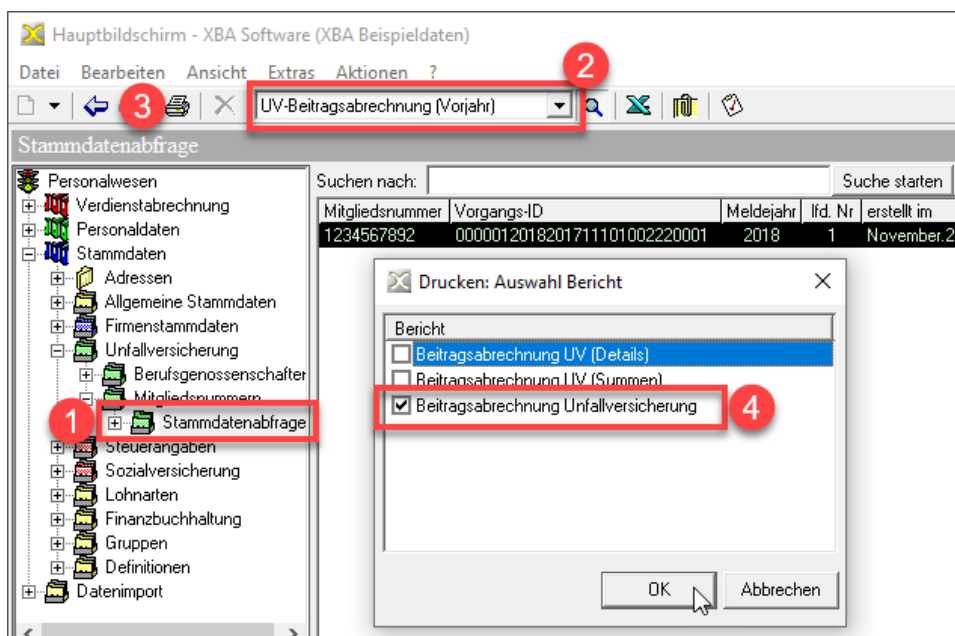 Hauptbildschirm - XBA Software (XBA Beispieldaten)
Datei Bearbeiten Ansicht Extras Aktionen ?
2
3
UV-Beitragsabrechnung (Vorjahr)
Stammdatenabfrage
Personalwesen
Verdienstabrechnung
Personaldaten
Stammdaten
Adressen
Allgemeine Stammdaten
Firmenstammdaten
Unfallversicherung
Berufsgenossenschafter
Mitgliedsnummern
1
Stammdatenabfrage
Steuerangaben
Sozialversicherung
Lohnarten
Finanzbuchhaltung
Gruppen
Definitionen
Datenimport
Suchen nach: Suche starten
Mitgliedsnummer Vorgangs-ID Meldejahr lfd. Nr erstellt im
1234567892 0000012018201711101002220001 2018 1 November.2
Drucken: Auswahl Bericht
Bericht
Beitragsabrechnung UV (Details)
Beitragsabrechnung UV (Summen)
Beitragsabrechnung Unfallversicherung
4
OK Abbrechen